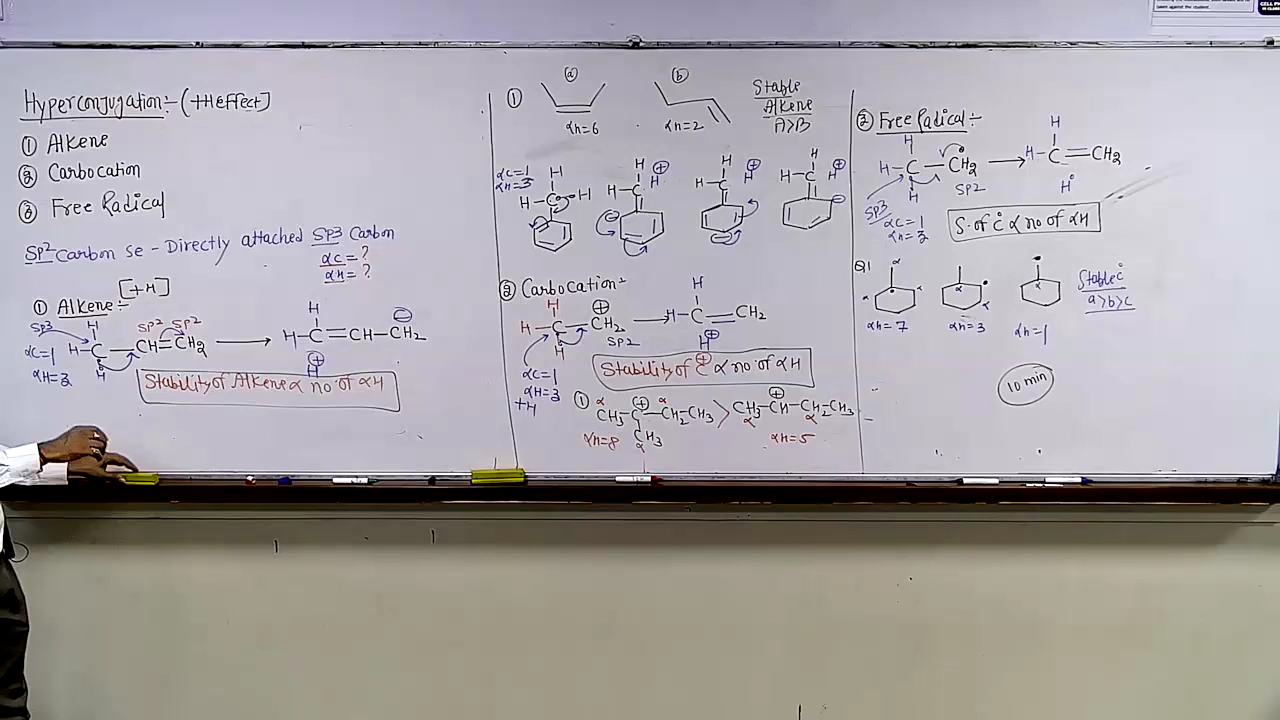 Hyperconjugation:- (+H effect]
① Alkene
② Carbocation
③ Free Radical
SP2 Carbon se - Directly attached SP3 Carbon
αC = ?
αH = ?
① Alkene:- [+H]
SP3 H SP2 SP2
αC=1 H-C-CH=CH2 → H-C=CH-CH2
αH=3 H
H
⊖
H
⊕
Stability of Alkene α no of αH
① ⓐ ⓑ
αH=6 αH=2
Stable
Alkene
A>B
αC=1
αH=3
H H-C-H
H H-C H⊕ ⊖
H H-C H⊕ ⊖
H H-C H⊕ ⊖
② Carbocation:-
H ⊕ H
H-C-CH2 → H-C=CH2
H SP2 H⊕
αC=1
αH=3
+H
Stability of C⊕ α no of αH
① CH3-C-CH2CH3 > CH3-CH-CH2CH3
α ⊕ α ⊕
CH3 α α
α
αH=8 αH=5
③ Free Radical:-
H H
H-C-CH2 → H-C=CH2
H SP2 H
SP3
αC=1
αH=3
S. of C α no of αH
Q1 α α α α α α
αH=7 αH=3 αH=1
Stable C
a>b>c
10 min